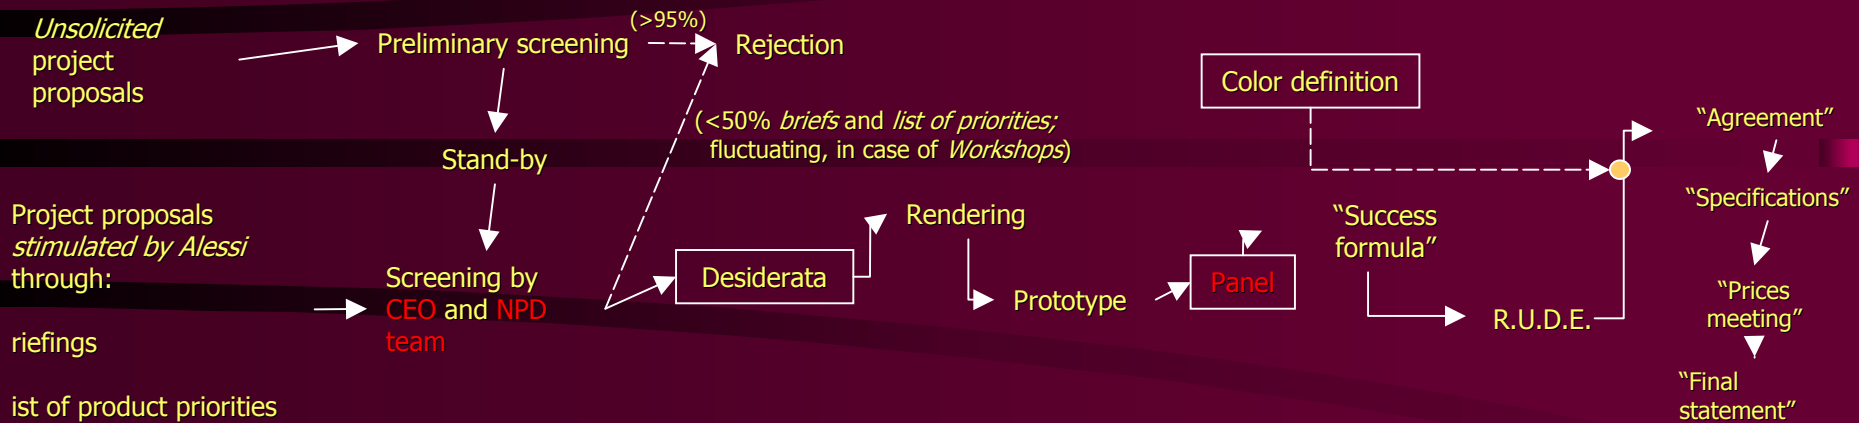 Unsolicited
project
proposals
Preliminary screening
(>95%)
Rejection
(<50% briefs and list of priorities;
fluctuating, in case of Workshops)
Stand-by
Project proposals
stimulated by Alessi
through:
riefings
ist of product priorities
Screening by
CEO and NPD
team
Desiderata
Rendering
Prototype
Panel
“Success
formula”
R.U.D.E.
Color definition
“Agreement”
“Specifications”
“Prices
meeting”
“Final
statement”